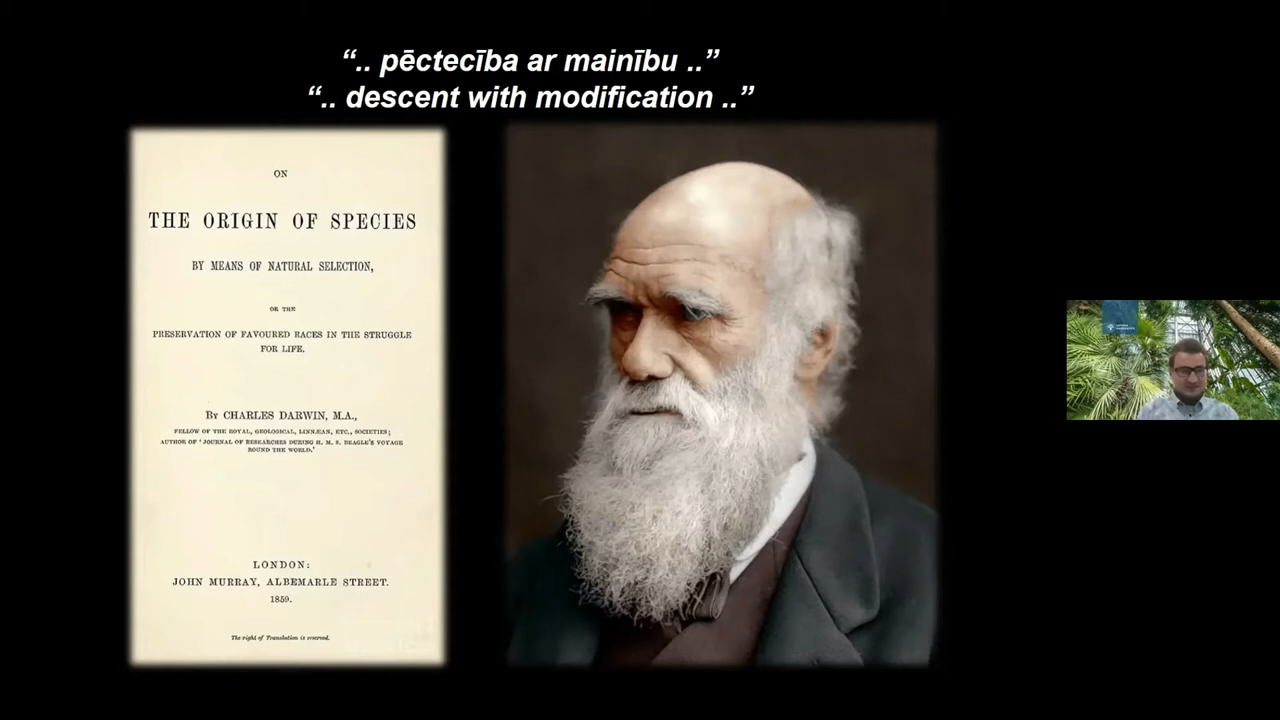 “.. pēctecība ar mainību ..”
“.. descent with modification ..”
ON
THE ORIGIN OF SPECIES
BY MEANS OF NATURAL SELECTION,
OR THE
PRESERVATION OF FAVOURED RACES IN THE STRUGGLE
FOR LIFE.
By CHARLES DARWIN, M.A.,
FELLOW OF THE ROYAL, GEOLOGICAL, LINNÆAN, ETC., SOCIETIES;
AUTHOR OF ‘JOURNAL OF RESEARCHES DURING H. M. S. BEAGLE’S VOYAGE
ROUND THE WORLD.’
LONDON:
JOHN MURRAY, ALBEMARLE STREET.
1859.
The right of Translation is reserved.